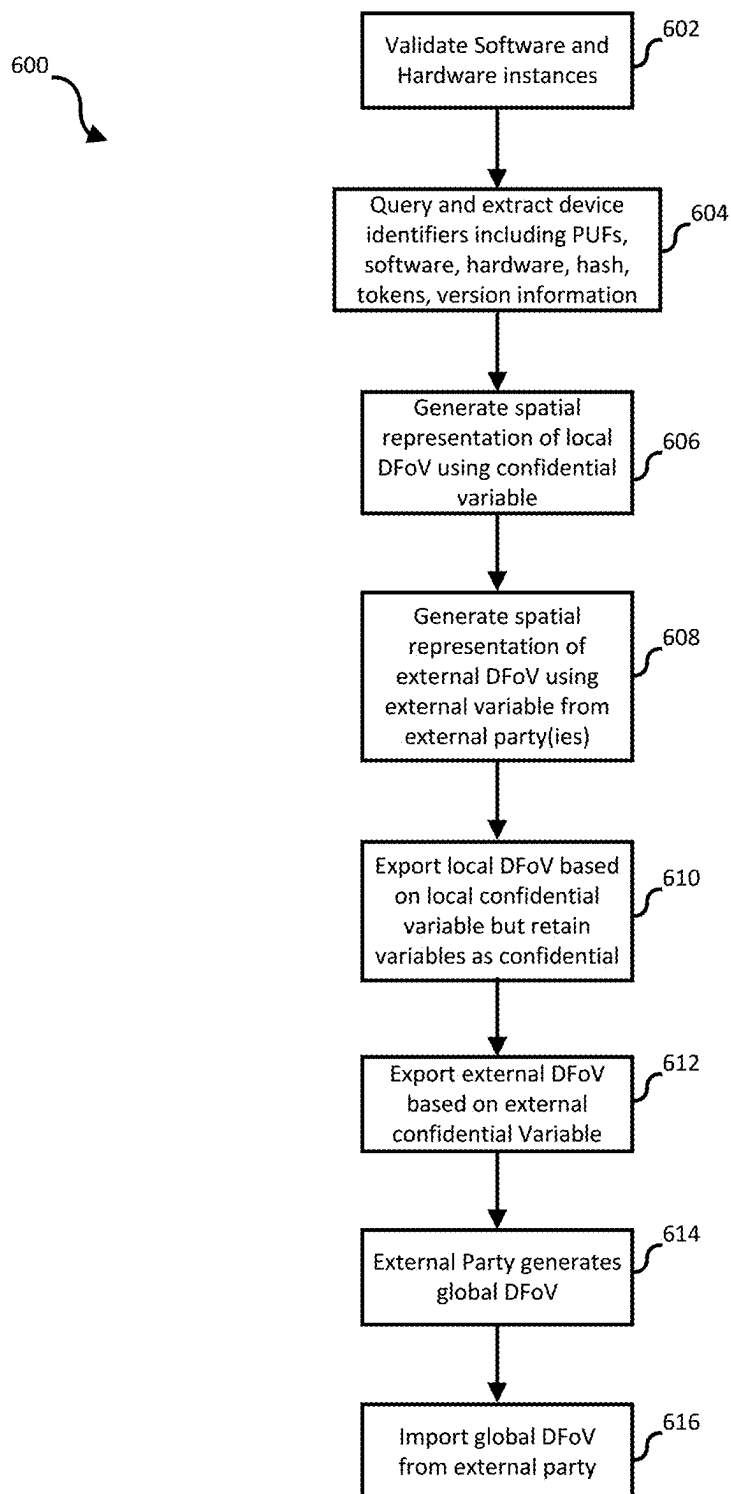 602
Validate Software and
Hardware instances
600
604
Query and extract device
identifiers including PUFs,
software, hardware, hash,
tokens, version information
606
Generate spatial
representation of local
DFoV using confidential
variable
608
Generate spatial
representation of
external DFoV using
external variable from
external party(ies)
610
Export local DFoV based
on local confidential
variable but retain
variables as confidential
612
Export external DFoV
based on external
confidential Variable
614
External Party generates
global DFoV
616
Import global DFoV
from external party